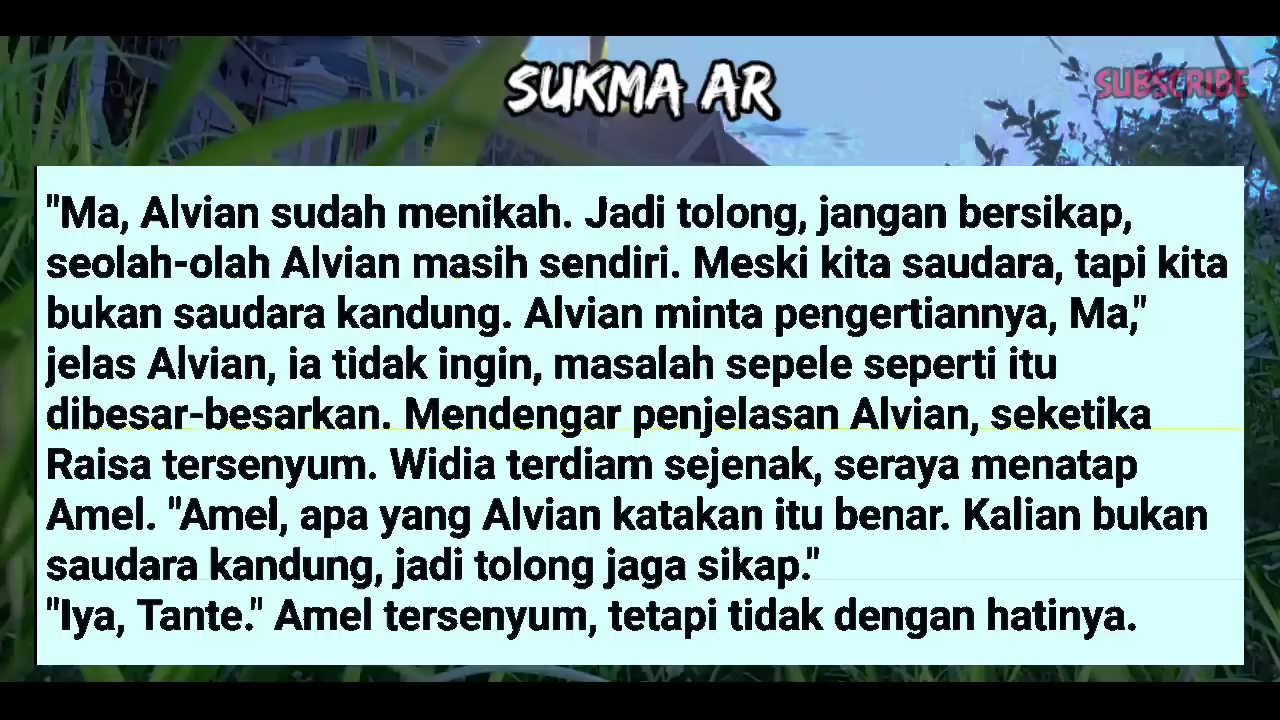 SUKMA AR
SUBSCRIBE
"Ma, Alvian sudah menikah. Jadi tolong, jangan bersikap,
seolah-olah Alvian masih sendiri. Meski kita saudara, tapi kita
bukan saudara kandung. Alvian minta pengertiannya, Ma,"
jelas Alvian, ia tidak ingin, masalah sepele seperti itu
dibesar-besarkan. Mendengar penjelasan Alvian, seketika
Raisa tersenyum. Widia terdiam sejenak, seraya menatap
Amel. "Amel, apa yang Alvian katakan itu benar. Kalian bukan
saudara kandung, jadi tolong jaga sikap."
"Iya, Tante." Amel tersenyum, tetapi tidak dengan hatinya.